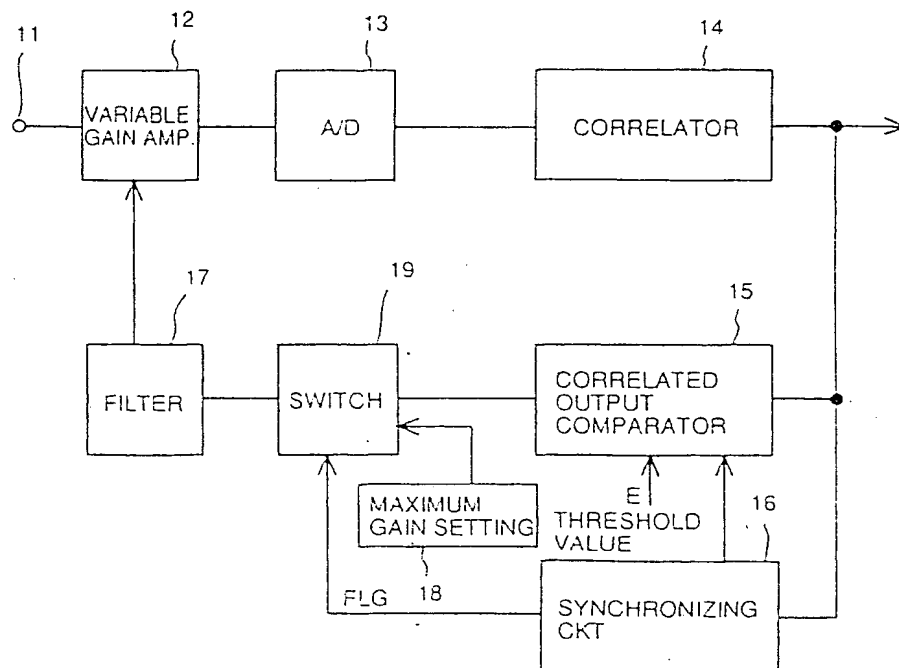 11
12
13
14
VARIABLE
GAIN AMP.
A/D
CORRELATOR
17
19
15
FILTER
SWITCH
CORRELATED
OUTPUT
COMPARATOR
MAXIMUM
GAIN SETTING
18
E
THRESHOLD
VALUE
16
FLG
SYNCHRONIZING
CKT